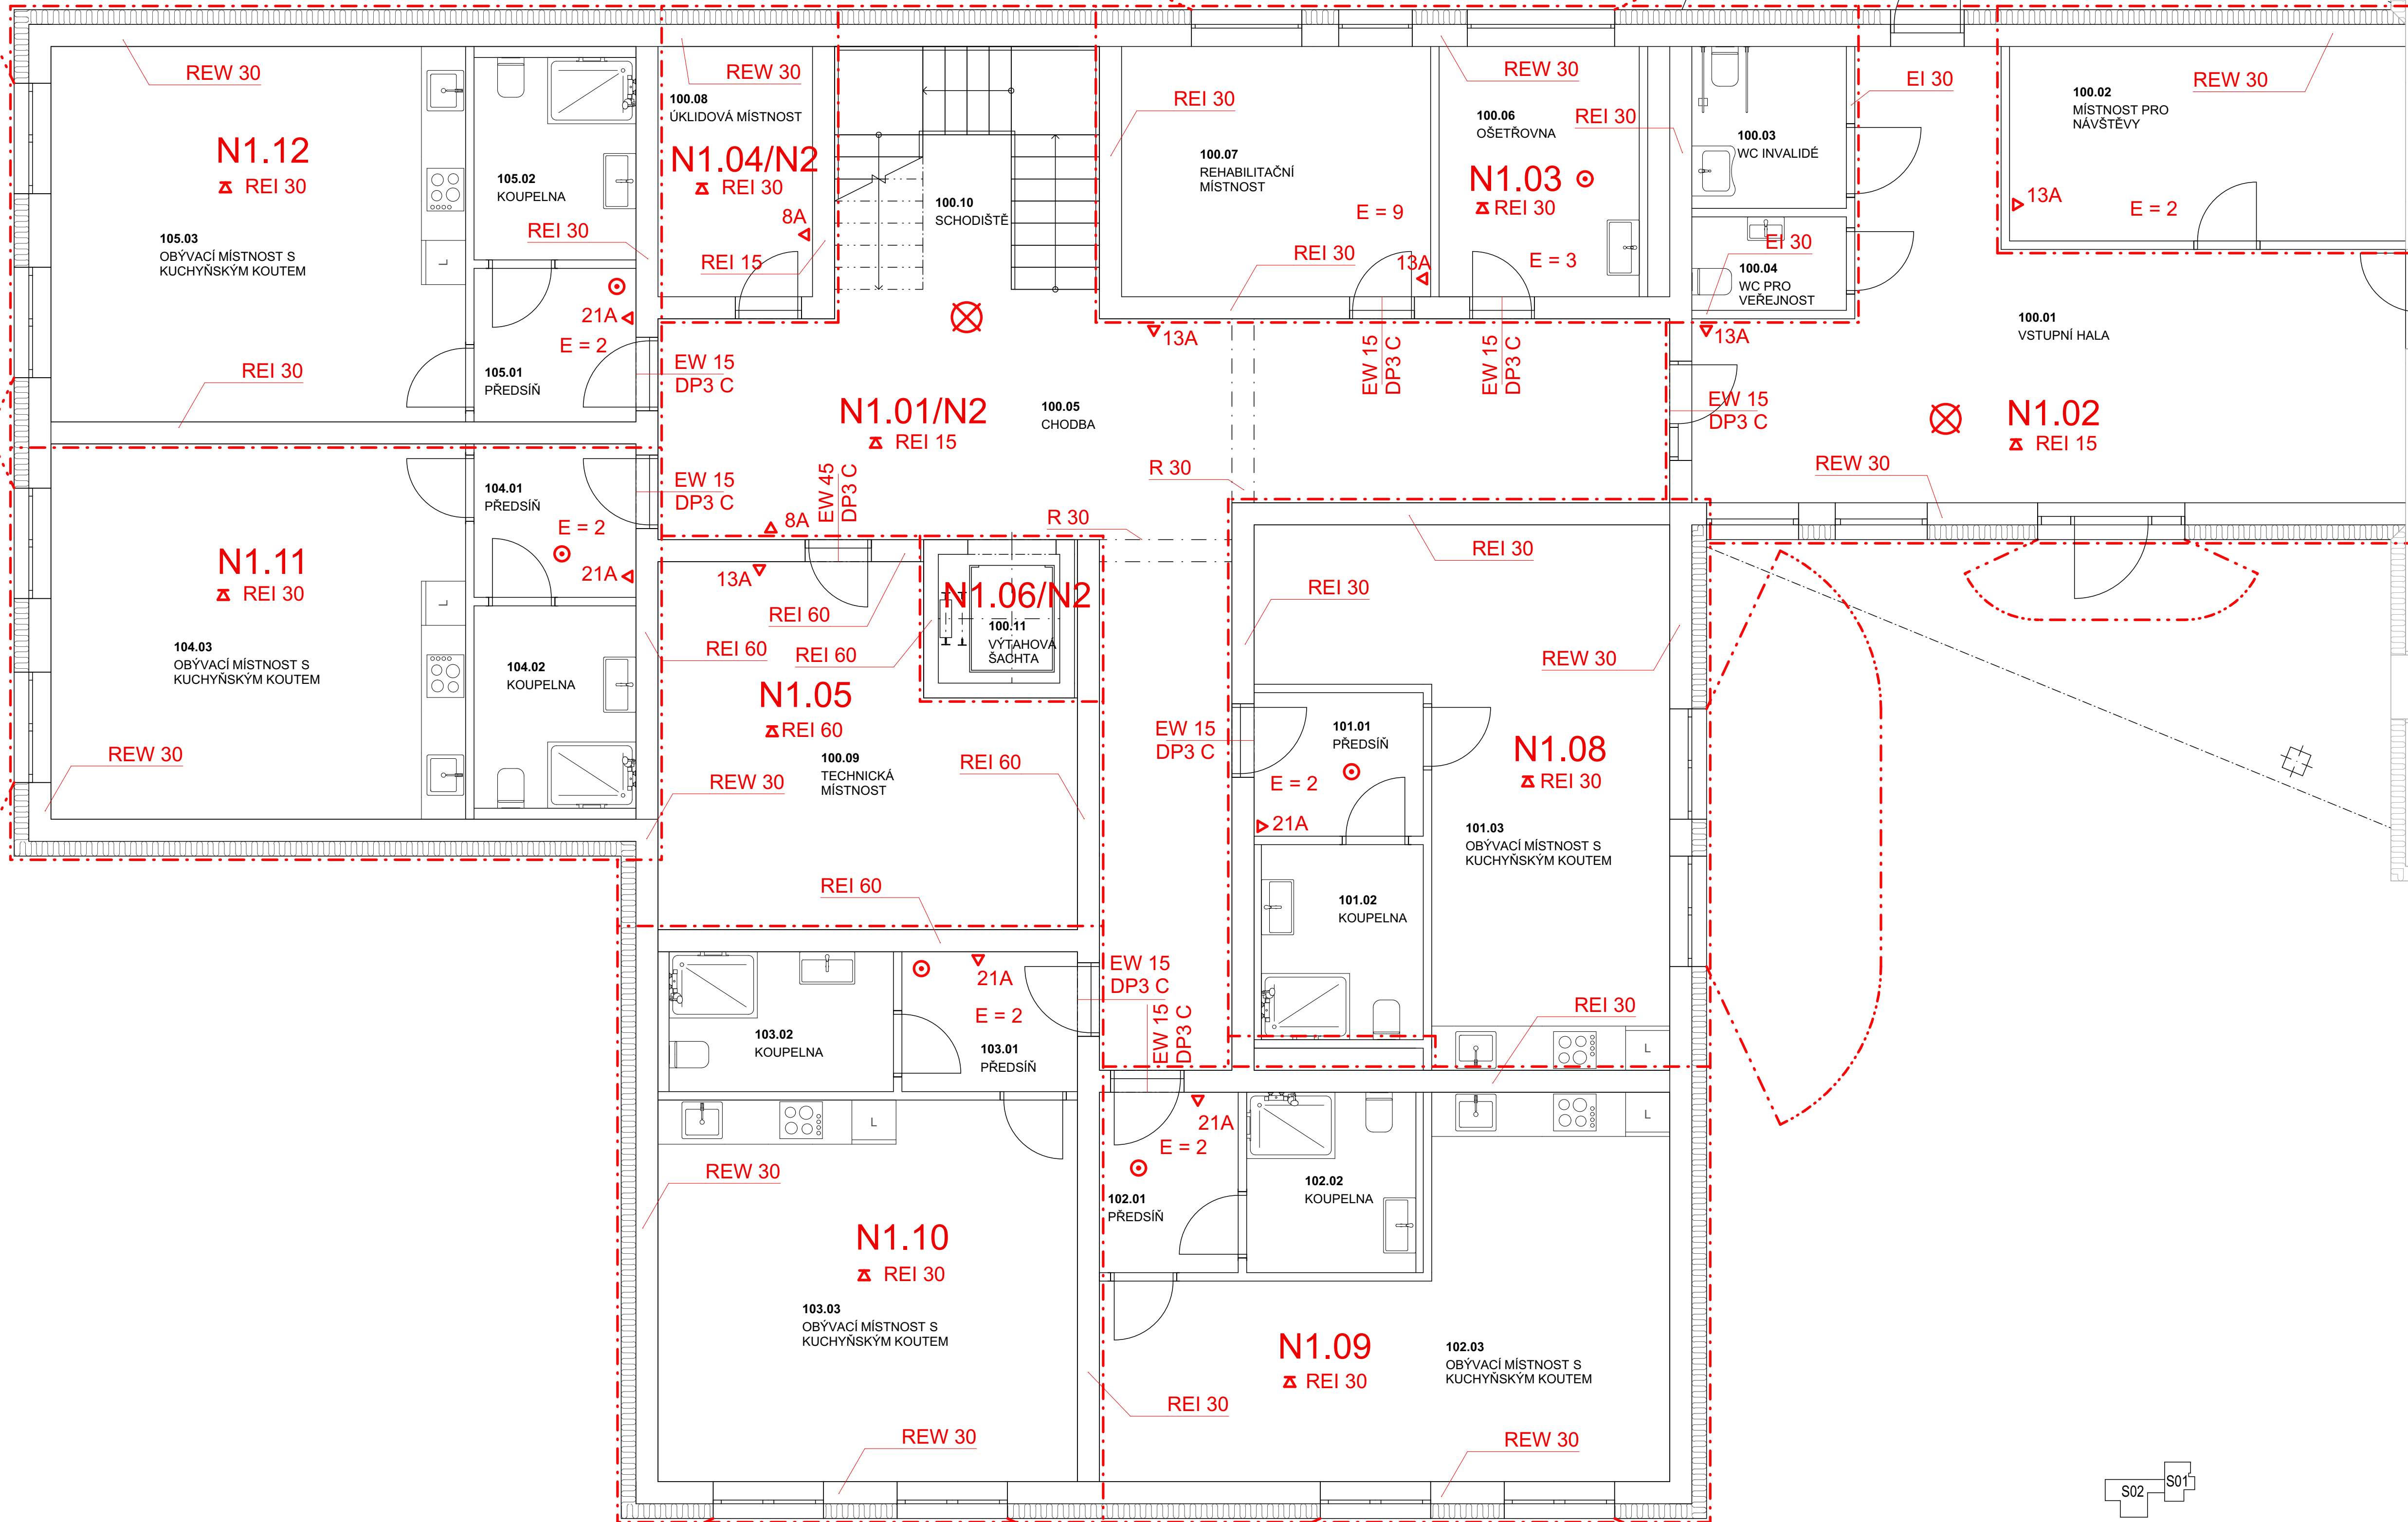 REW 30
REW 30
REW 30
REW 30
EI 30
REI 30
REI 30
100.08
ÚKLIDOVÁ MÍSTNOST
100.06
OŠETŘOVNA
100.02
MÍSTNOST PRO
NÁVŠTĚVY
100.03
WC INVALIDÉ
N1.12
REI 30
N1.04/N2
REI 30
100.07
REHABILITAČNÍ
MÍSTNOST
N1.03
REI 30
105.02
KOUPELNA
100.10
SCHODIŠTĚ
8A
E = 9
13A
E = 2
REI 30
REI 15
REI 30
13A
E = 3
EI 30
105.03
OBÝVACÍ MÍSTNOST S
KUCHYŇSKÝM KOUTEM
L
100.04
WC PRO
VEŘEJNOST
21A
E = 2
13A
13A
100.01
VSTUPNÍ HALA
REI 30
105.01
PŘEDSÍŇ
EW 15
DP3 C
EW 15
DP3 C
EW 15
DP3 C
EW 15
DP3 C
N1.01/N2
REI 15
100.05
CHODBA
N1.02
REI 15
104.01
PŘEDSÍŇ
EW 15
DP3 C
EW 45
DP3 C
R 30
REW 30
E = 2
8A
R 30
N1.11
REI 30
21A
13A
REI 30
L
REI 60
N1.06/N2
100.11
VÝTAHOVÁ
ŠACHTA
REI 30
104.03
OBÝVACÍ MÍSTNOST S
KUCHYŇSKÝM KOUTEM
104.02
KOUPELNA
REI 60
REI 60
REW 30
N1.05
REI 60
100.09
TECHNICKÁ
MÍSTNOST
EW 15
DP3 C
101.01
PŘEDSÍŇ
N1.08
REI 30
REW 30
REW 30
REI 60
E = 2
21A
101.03
OBÝVACÍ MÍSTNOST S
KUCHYŇSKÝM KOUTEM
REI 60
101.02
KOUPELNA
21A
EW 15
DP3 C
E = 2
REI 30
103.02
KOUPELNA
103.01
PŘEDSÍŇ
EW 15
DP3 C
L
L
21A
E = 2
L
REW 30
102.01
PŘEDSÍŇ
102.02
KOUPELNA
N1.10
REI 30
103.03
OBÝVACÍ MÍSTNOST S
KUCHYŇSKÝM KOUTEM
N1.09
REI 30
102.03
OBÝVACÍ MÍSTNOST S
KUCHYŇSKÝM KOUTEM
REI 30
REW 30
REW 30
S02
S01